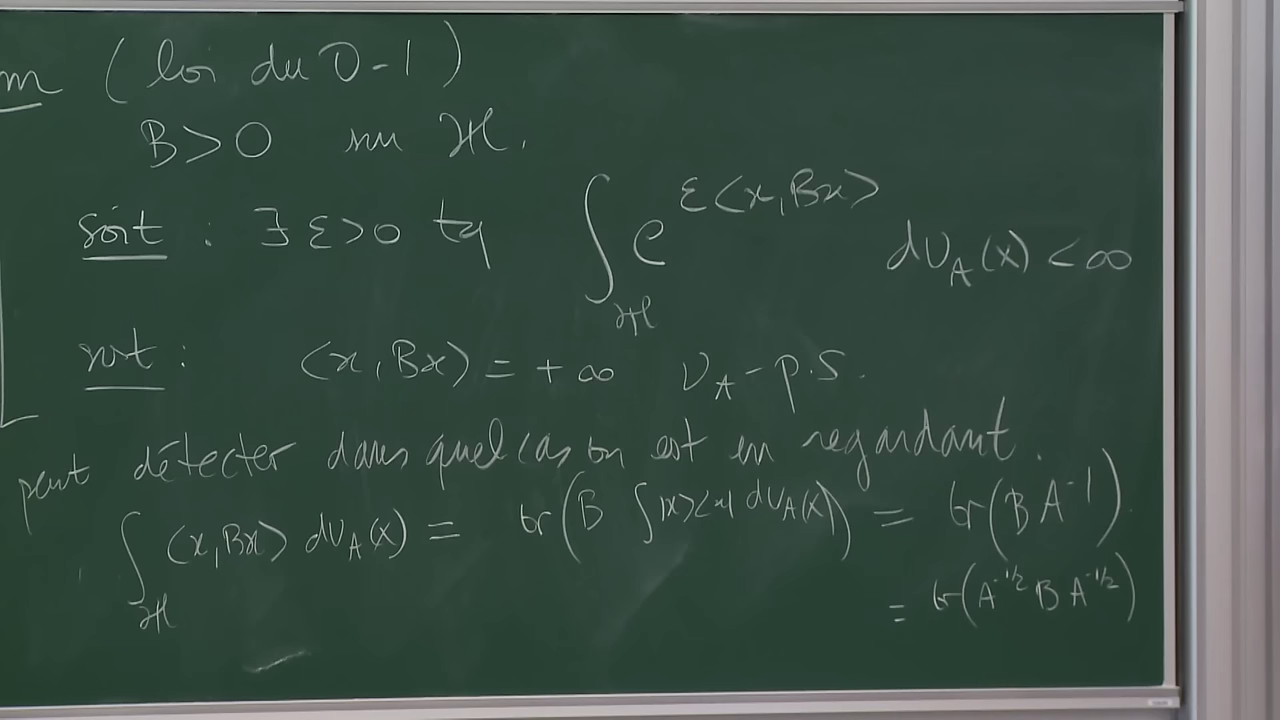 m (loi du 0-1)
B>0 sur ℋ.
soit : ∃ ε>0 tq ∫_ℋ e^{ε<x,Bx>} dν_A(x) < ∞
soit : <x,Bx> = +∞ ν_A-p.s.
peut détecter dans quel cas on est en regardant.
∫_ℋ <x,Bx> dν_A(x) = tr(B ∫|x><x| dν_A(x)) = tr(BA^{-1}).
= tr(A^{-1/2} B A^{-1/2})